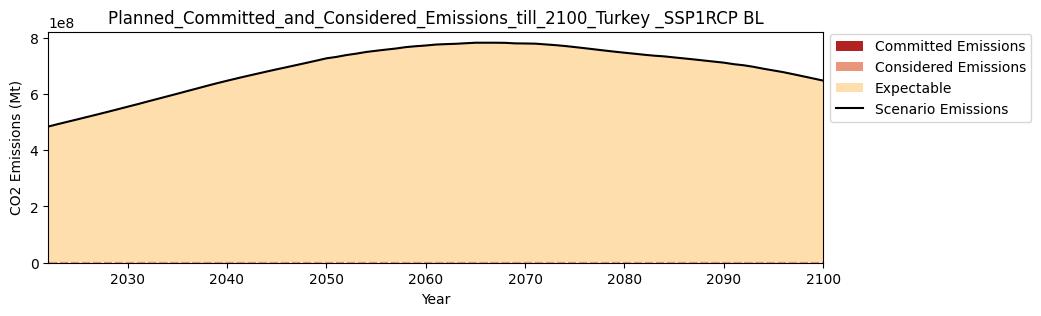 Planned_Committed_and_Considered_Emissions_till_2100_Turkey _SSP1RCP BL
1e8
8
6
4
2
0
CO2 Emissions (Mt)
2030 2040 2050 2060 2070 2080 2090 2100
Year
Committed Emissions
Considered Emissions
Expectable
Scenario Emissions